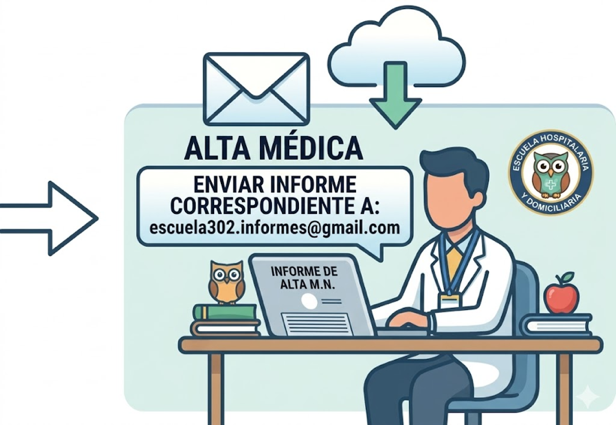 ALTA MÉDICA
ENVIAR INFORME
CORRESPONDIENTE A:
escuela302.informes@gmail.com
ESCUELA HOSPITALARIA
Y DOMICILIARIA
INFORME DE
ALTA M.N.